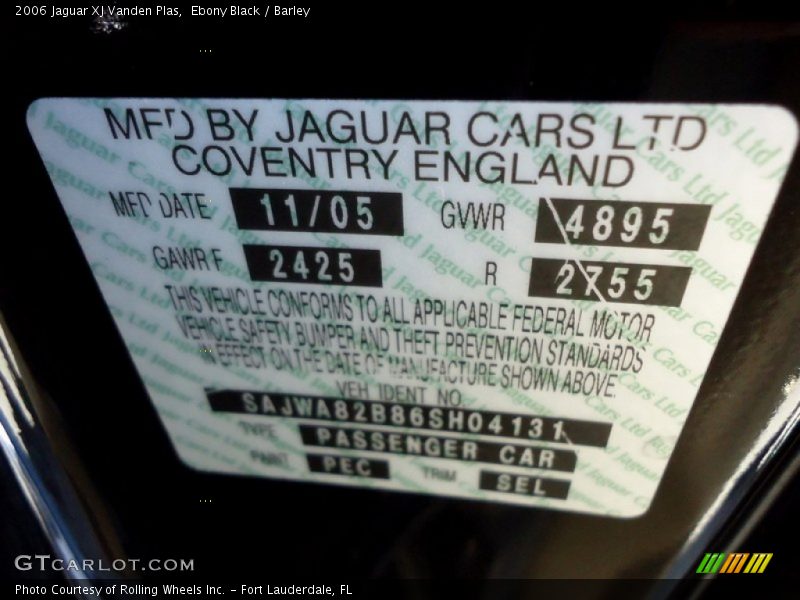 2006 Jaguar XJ Vanden Plas,  Ebony Black / Barley
MFD BY JAGUAR CARS LTD
COVENTRY ENGLAND
MFD DATE 11/05 GVWR 4895
GAWR F 2425 R 2755
THIS VEHICLE CONFORMS TO ALL APPLICABLE FEDERAL MOTOR
VEHICLE SAFETY BUMPER AND THEFT PREVENTION STANDARDS
IN EFFECT ON THE DATE OF MANUFACTURE SHOWN ABOVE.
VEH IDENT NO.
SAJWA82B86SH04131
TYPE PASSENGER CAR
PAINT PEC TRIM SEL
GTCARLOT.COM
Photo Courtesy of Rolling Wheels Inc. – Fort Lauderdale, FL